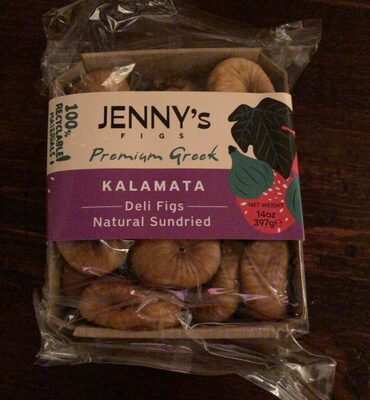 100%
RECYCLABLE
MATERIALS
JENNY's
FIGS
Premium Greek
KALAMATA
Deli Figs
Natural Sundried
NET WEIGHT
14oz
397g